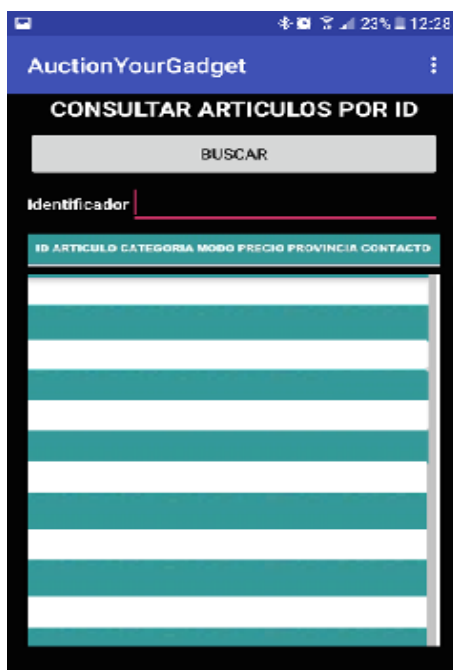 23% 12:28
AuctionYourGadget
CONSULTAR ARTICULOS POR ID
BUSCAR
Identificador
ID ARTICULO CATEGORIA MODO PRECIO PROVINCIA CONTACTO